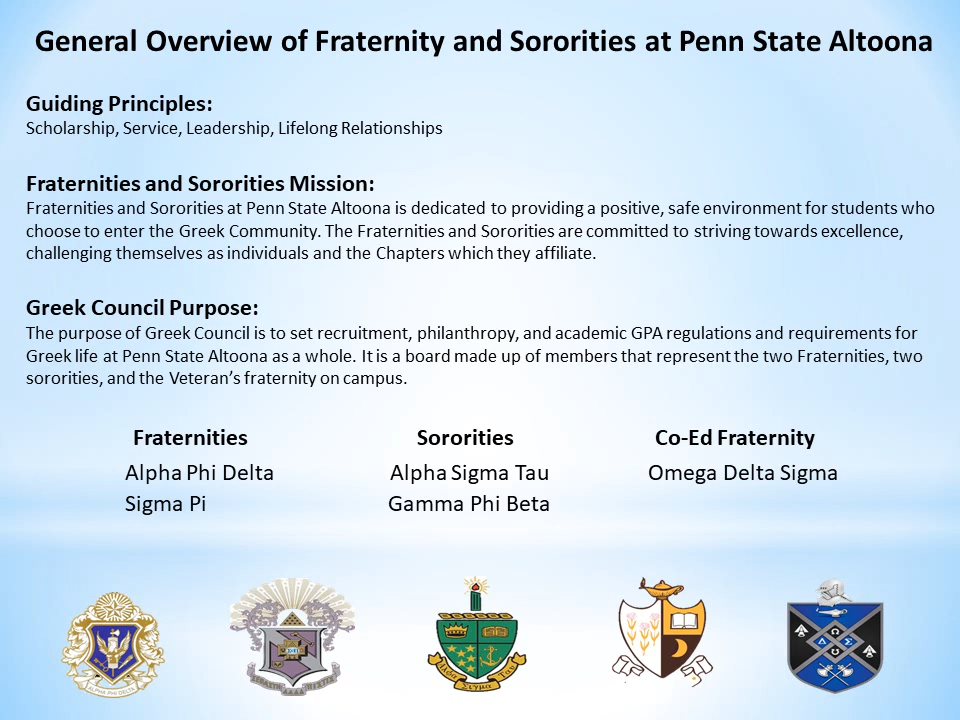 General Overview of Fraternity and Sororities at Penn State Altoona
Guiding Principles:
Scholarship, Service, Leadership, Lifelong Relationships
Fraternities and Sororities Mission:
Fraternities and Sororities at Penn State Altoona is dedicated to providing a positive, safe environment for students who
choose to enter the Greek Community. The Fraternities and Sororities are committed to striving towards excellence,
challenging themselves as individuals and the Chapters which they affiliate.
Greek Council Purpose:
The purpose of Greek Council is to set recruitment, philanthropy, and academic GPA regulations and requirements for
Greek life at Penn State Altoona as a whole. It is a board made up of members that represent the two Fraternities, two
sororities, and the Veteran's fraternity on campus.
Fraternities Sororities Co-Ed Fraternity
Alpha Phi Delta Alpha Sigma Tau Omega Delta Sigma
Sigma Pi Gamma Phi Beta
ALPHA PHI DELTA
Sigma Tau
Ω
Δ Σ